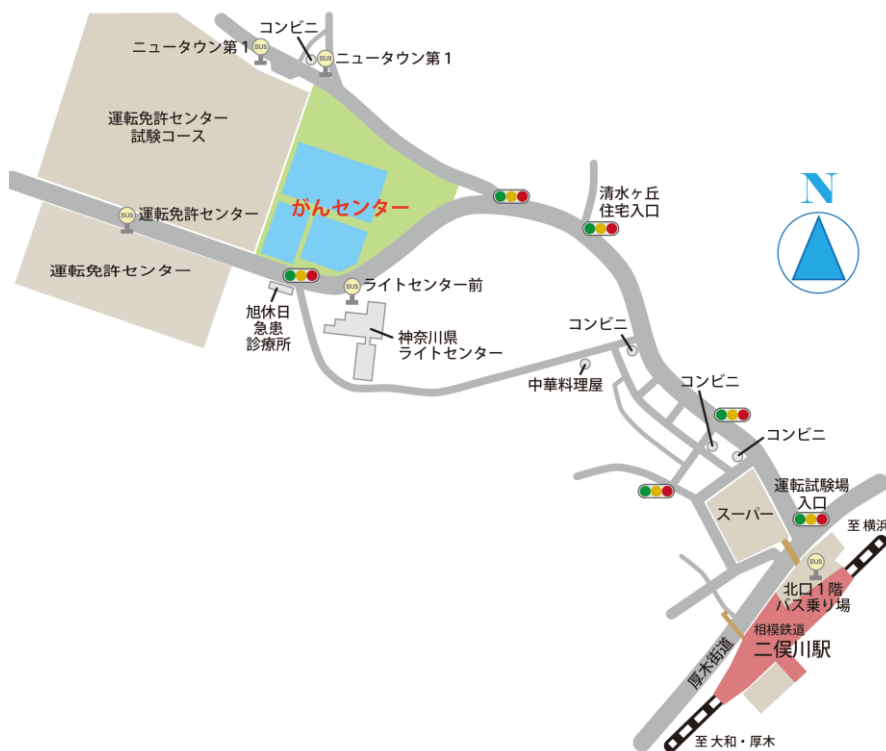 コンビニ
ニュータウン第1
BUS
BUS
ニュータウン第1
運転免許センター
試験コース
N
がんセンター
清水ヶ丘
住宅入口
BUS
運転免許センター
運転免許センター
BUS
ライトセンター前
旭休日
急患
診療所
神奈川県
ライトセンター
コンビニ
中華料理屋
コンビニ
コンビニ
運転試験場
入口
スーパー
至 横浜
BUS
北口1階
バス乗り場
相模鉄道
二俣川駅
厚木街道
至 大和・厚木